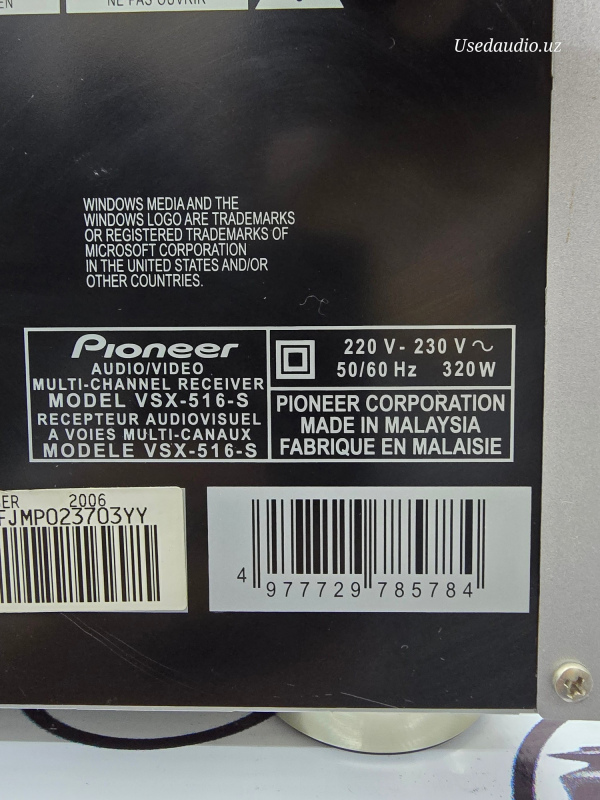 EN
NE PAS OUVRIR
Usedaudio.uz
WINDOWS MEDIA AND THE
WINDOWS LOGO ARE TRADEMARKS
OR REGISTERED TRADEMARKS OF
MICROSOFT CORPORATION
IN THE UNITED STATES AND/OR
OTHER COUNTRIES.
Pioneer
AUDIO/VIDEO
MULTI-CHANNEL RECEIVER
MODEL VSX-516-S
RECEPTEUR AUDIOVISUEL
A VOIES MULTI-CANAUX
MODELE VSX-516-S
220 V- 230 V ~
50/60 Hz 320 W
PIONEER CORPORATION
MADE IN MALAYSIA
FABRIQUE EN MALAISIE
ER 2006
FJMP023703YY
4 977729 785784